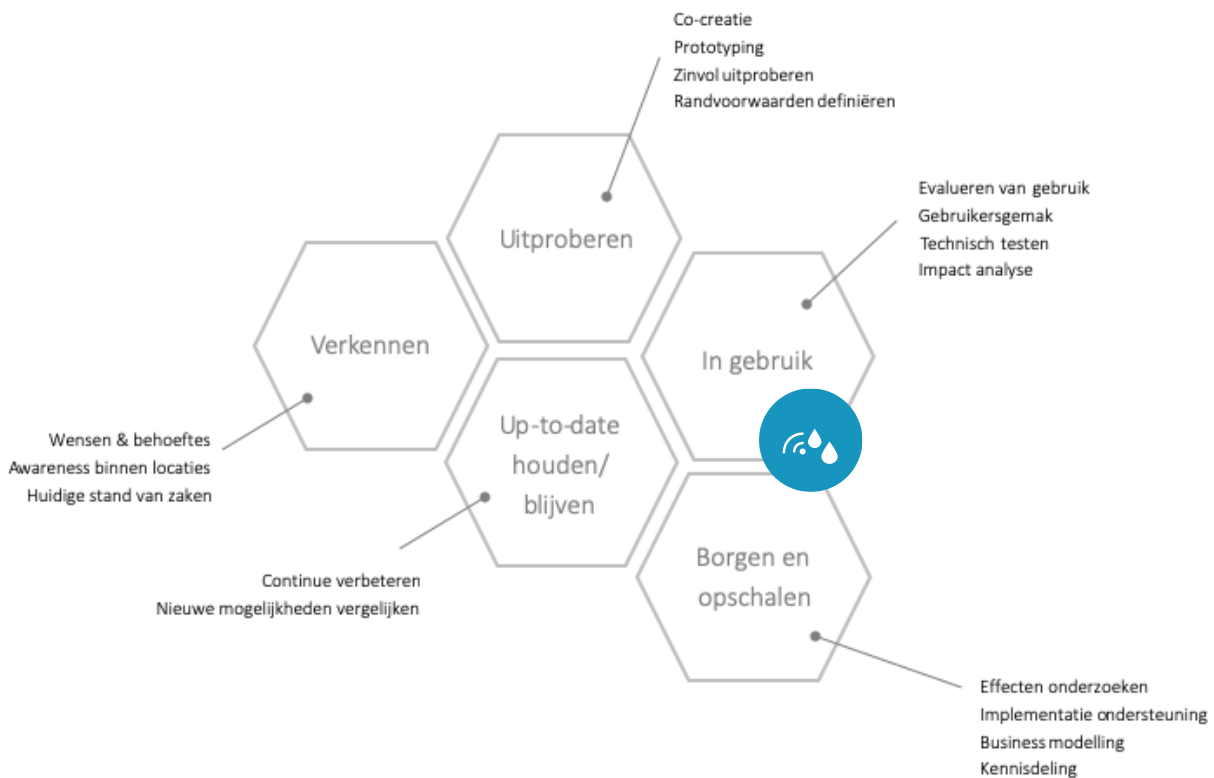 Co-creatie
Prototyping
Zinvol uitproberen
Randvoorwaarden definiëren
Uitproberen
Evalueren van gebruik
Gebruikersgemak
Technisch testen
Impact analyse
In gebruik
Verkennen
Wensen & behoeftes
Awareness binnen locaties
Huidige stand van zaken
Up-to-date
houden/
blijven
Continue verbeteren
Nieuwe mogelijkheden vergelijken
Borgen en
opschalen
Effecten onderzoeken
Implementatie ondersteuning
Business modelling
Kennisdeling